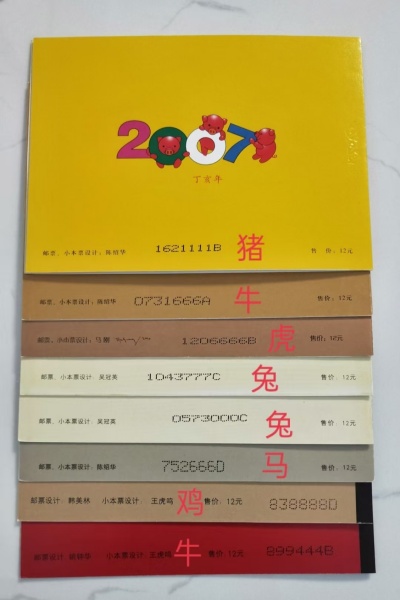 2007
丁亥年
邮票、小本票设计：陈绍华 1621111B 售 价：12元
猪
邮票、小本票设计：陈绍华 0731666A 售价：12元
牛
邮票、小本票设计：马刚 1206666B 售价：12元
虎
邮票、小本票设计：吴冠英 1043777C 售价：12元
兔
邮票、小本票设计：吴冠英 0573000C 售价：12元
兔
邮票、小本票设计：陈绍华 752666D 售价：12元
马
邮票设计：韩美林 小本票设计：王虎鸣 售价：12元 838888D
鸡
邮票设计： 小本票设计：王虎鸣 售价：12元 899444B
牛